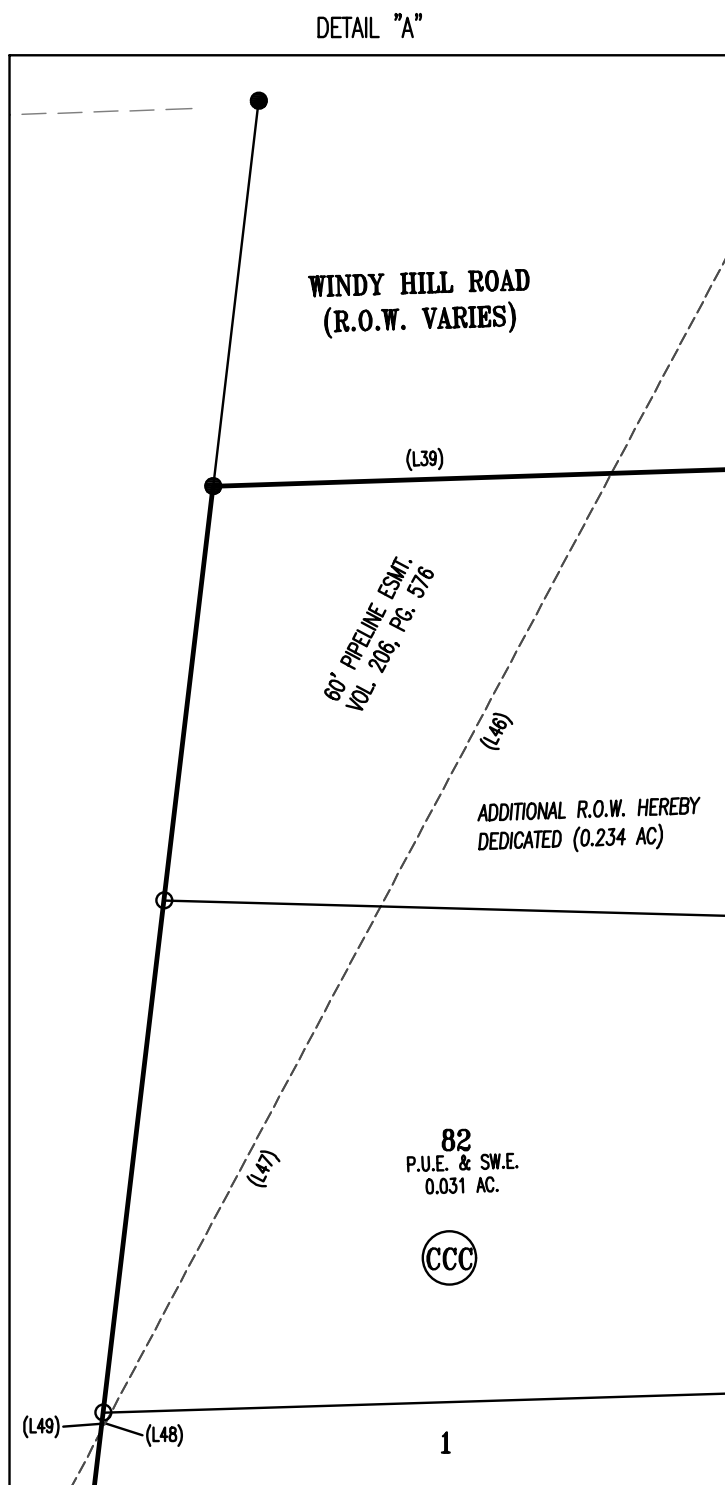 DETAIL "A"
WINDY HILL ROAD
(R.O.W. VARIES)
(L39)
60' PIPELINE ESMT.
VOL. 206, PG. 576
(L46)
ADDITIONAL R.O.W. HEREBY
DEDICATED (0.234 AC)
(L47)
82
P.U.E. & SW.E.
0.031 AC.
CCC
(L49)
(L48)
1